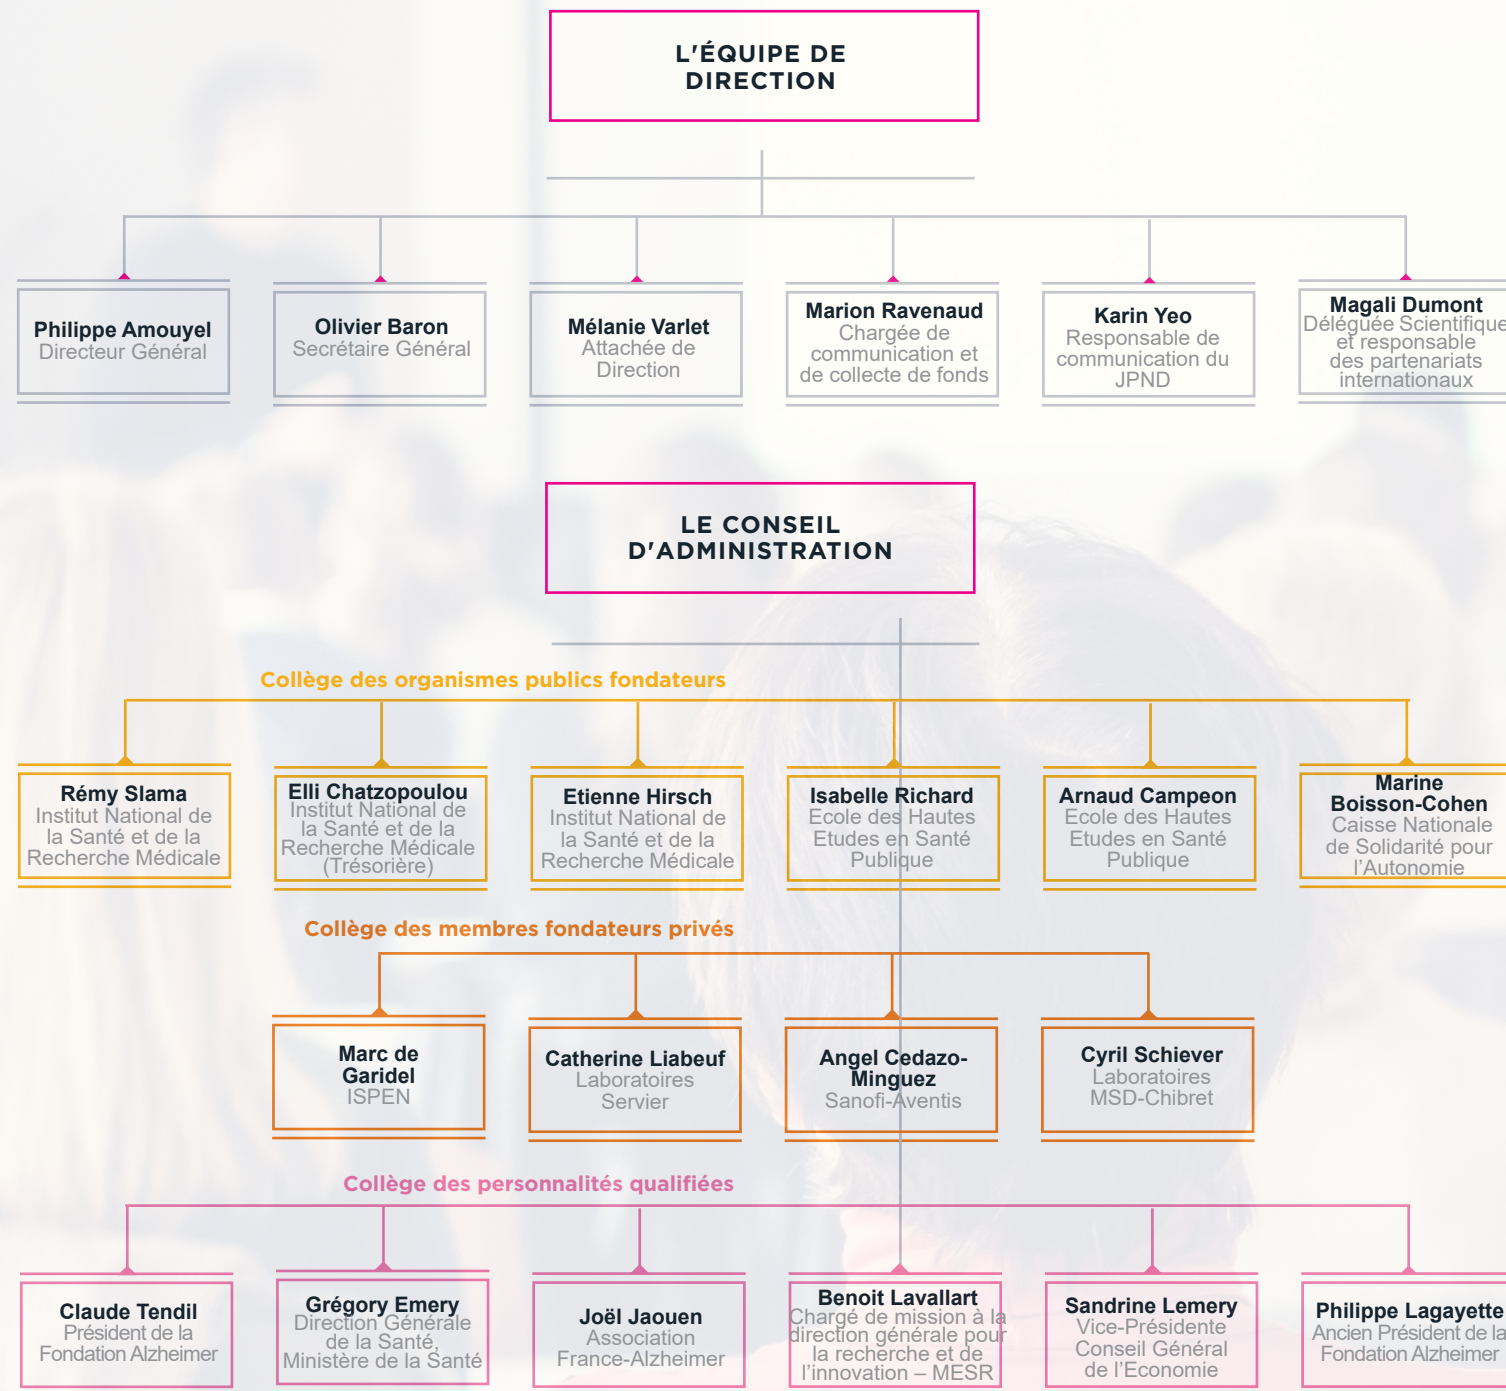 L'ÉQUIPE DE
DIRECTION
Philippe Amouyel
Directeur Général
Olivier Baron
Secrétaire Général
Mélanie Varlet
Attachée de
Direction
Marion Ravenaud
Chargée de
communication et
de collecte de fonds
Karin Yeo
Responsable de
communication du
JPND
Magali Dumont
Déléguée Scientifique
et responsable
des partenariats
internationaux
LE CONSEIL
D'ADMINISTRATION
Collège des organismes publics fondateurs
Rémy Slama
Institut National de
la Santé et de la
Recherche Médicale
Elli Chatzopoulou
Institut National de
la Santé et de la
Recherche Médicale
(Trésorière)
Etienne Hirsch
Institut National de
la Santé et de la
Recherche Médicale
Isabelle Richard
Ecole des Hautes
Etudes en Santé
Publique
Arnaud Campeon
Ecole des Hautes
Etudes en Santé
Publique
Marine
Boisson-Cohen
Caisse Nationale
de Solidarité pour
l’Autonomie
Collège des membres fondateurs privés
Marc de
Garidel
ISPEN
Catherine Liabeuf
Laboratoires
Servier
Angel Cedazo-
Minguez
Sanofi-Aventis
Cyril Schiever
Laboratoires
MSD-Chibret
Collège des personnalités qualifiées
Claude Tendil
Président de la
Fondation Alzheimer
Grégory Emery
Direction Générale
de la Santé,
Ministère de la Santé
Joël Jaouen
Association
France-Alzheimer
Benoit Lavallart
Chargé de mission à la
direction générale pour
la recherche et de
l’innovation – MESR
Sandrine Lemery
Vice-Présidente
Conseil Général
de l’Economie
Philippe Lagayette
Ancien Président de la
Fondation Alzheimer